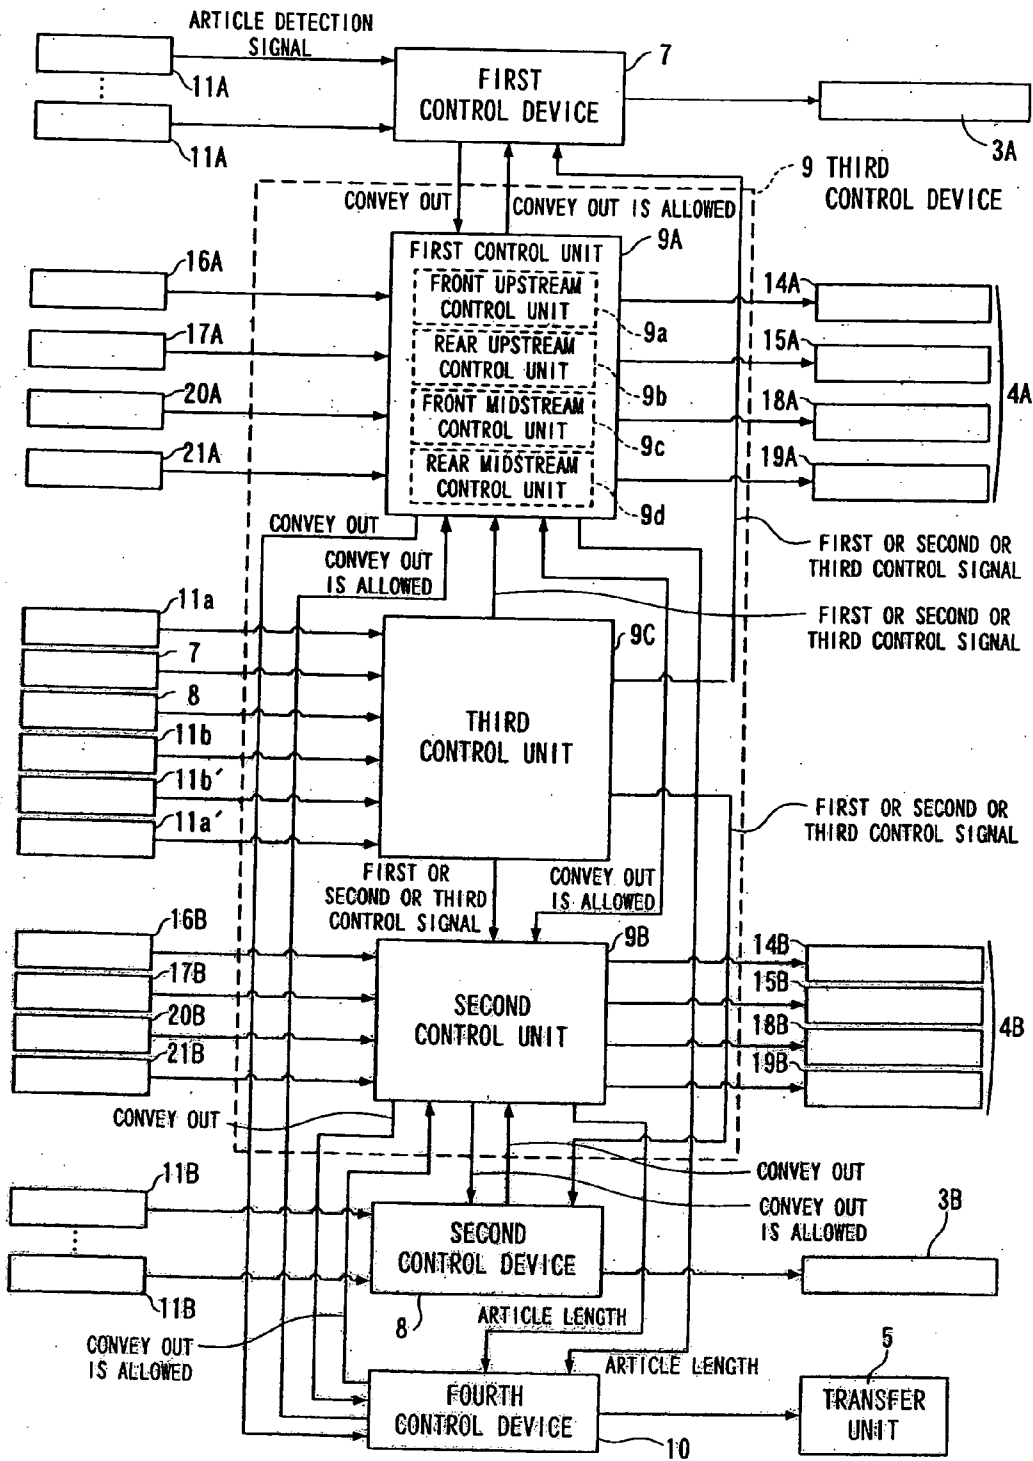 ARTICLE DETECTION
SIGNAL
11A
11A
FIRST
CONTROL DEVICE
7
3A
9 THIRD
CONTROL DEVICE
CONVEY OUT
CONVEY OUT IS ALLOWED
9A
FIRST CONTROL UNIT
FRONT UPSTREAM
CONTROL UNIT
9a
REAR UPSTREAM
CONTROL UNIT
9b
FRONT MIDSTREAM
CONTROL UNIT
9c
REAR MIDSTREAM
CONTROL UNIT
9d
16A
17A
20A
21A
14A
15A
18A
19A
4A
CONVEY OUT
CONVEY OUT
IS ALLOWED
FIRST OR SECOND OR
THIRD CONTROL SIGNAL
FIRST OR SECOND OR
THIRD CONTROL SIGNAL
11a
7
8
11b
11b′
11a′
9C
THIRD
CONTROL UNIT
FIRST OR SECOND OR
THIRD CONTROL SIGNAL
FIRST OR
SECOND OR THIRD
CONTROL SIGNAL
CONVEY OUT
IS ALLOWED
9B
16B
17B
20B
21B
SECOND
CONTROL UNIT
14B
15B
18B
19B
4B
CONVEY OUT
CONVEY OUT
CONVEY OUT
IS ALLOWED
11B
11B
SECOND
CONTROL DEVICE
8
3B
ARTICLE LENGTH
ARTICLE LENGTH
CONVEY OUT
IS ALLOWED
FOURTH
CONTROL DEVICE
10
5
TRANSFER
UNIT